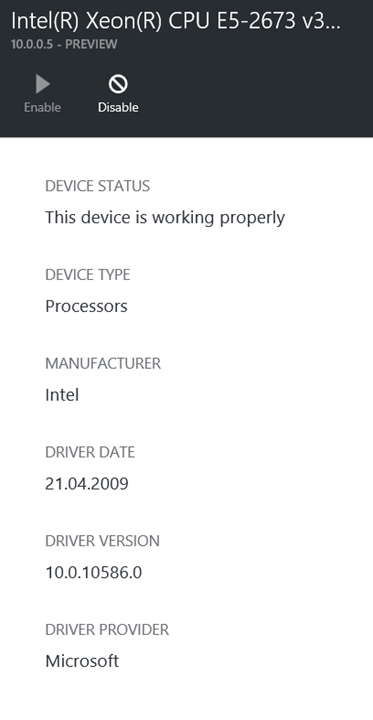 Intel(R) Xeon(R) CPU E5-2673 v3...
10.0.0.5 - PREVIEW
Enable
Disable
DEVICE STATUS
This device is working properly
DEVICE TYPE
Processors
MANUFACTURER
Intel
DRIVER DATE
21.04.2009
DRIVER VERSION
10.0.10586.0
DRIVER PROVIDER
Microsoft